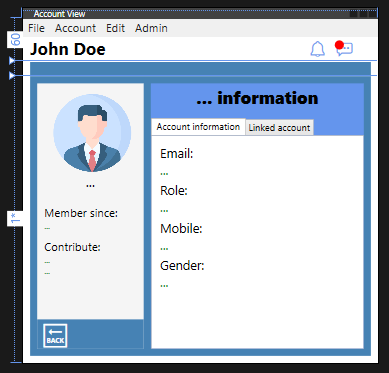 Account View
File Account Edit Admin
60
John Doe
... information
Account information Linked account
...
Member since:
...
Contribute:
...
...
Email:
...
Role:
...
Mobile:
...
Gender:
...
1*
BACK